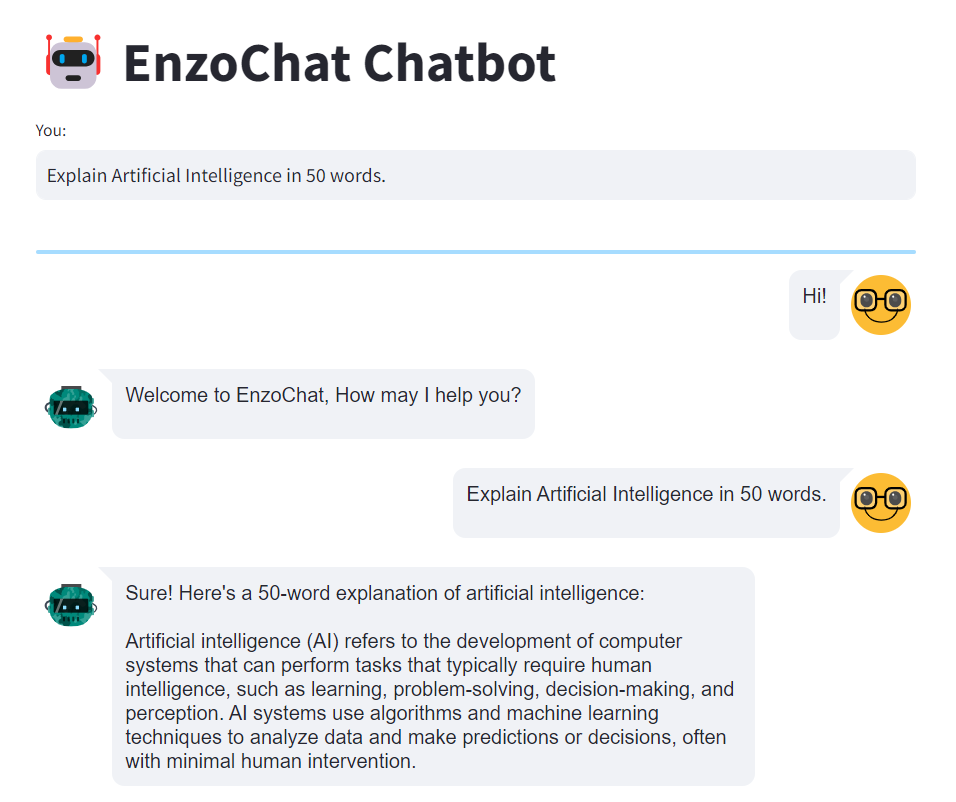 EnzoChat Chatbot
You:
Explain Artificial Intelligence in 50 words.
Hi!
Welcome to EnzoChat, How may I help you?
Explain Artificial Intelligence in 50 words.
Sure! Here's a 50-word explanation of artificial intelligence:
Artificial intelligence (AI) refers to the development of computer
systems that can perform tasks that typically require human
intelligence, such as learning, problem-solving, decision-making, and
perception. AI systems use algorithms and machine learning
techniques to analyze data and make predictions or decisions, often
with minimal human intervention.